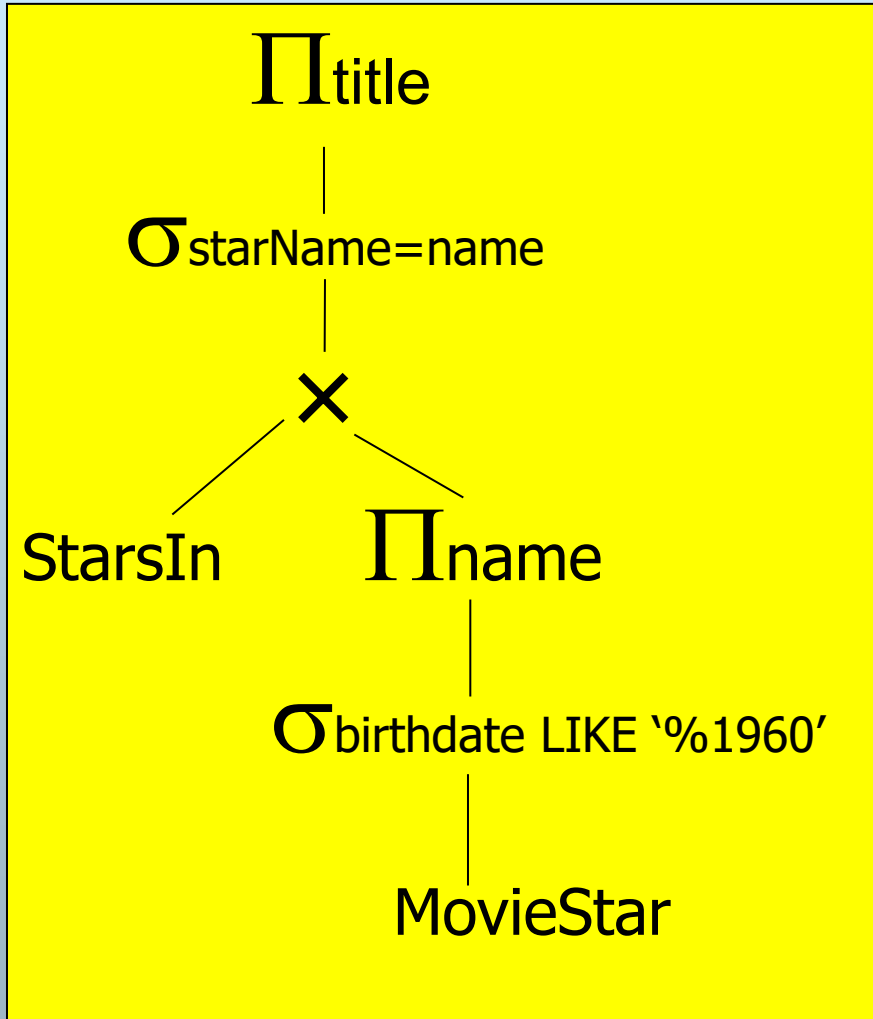 Πtitle
σstarName=name
×
StarsIn Πname
σbirthdate LIKE ‘%1960’
MovieStar